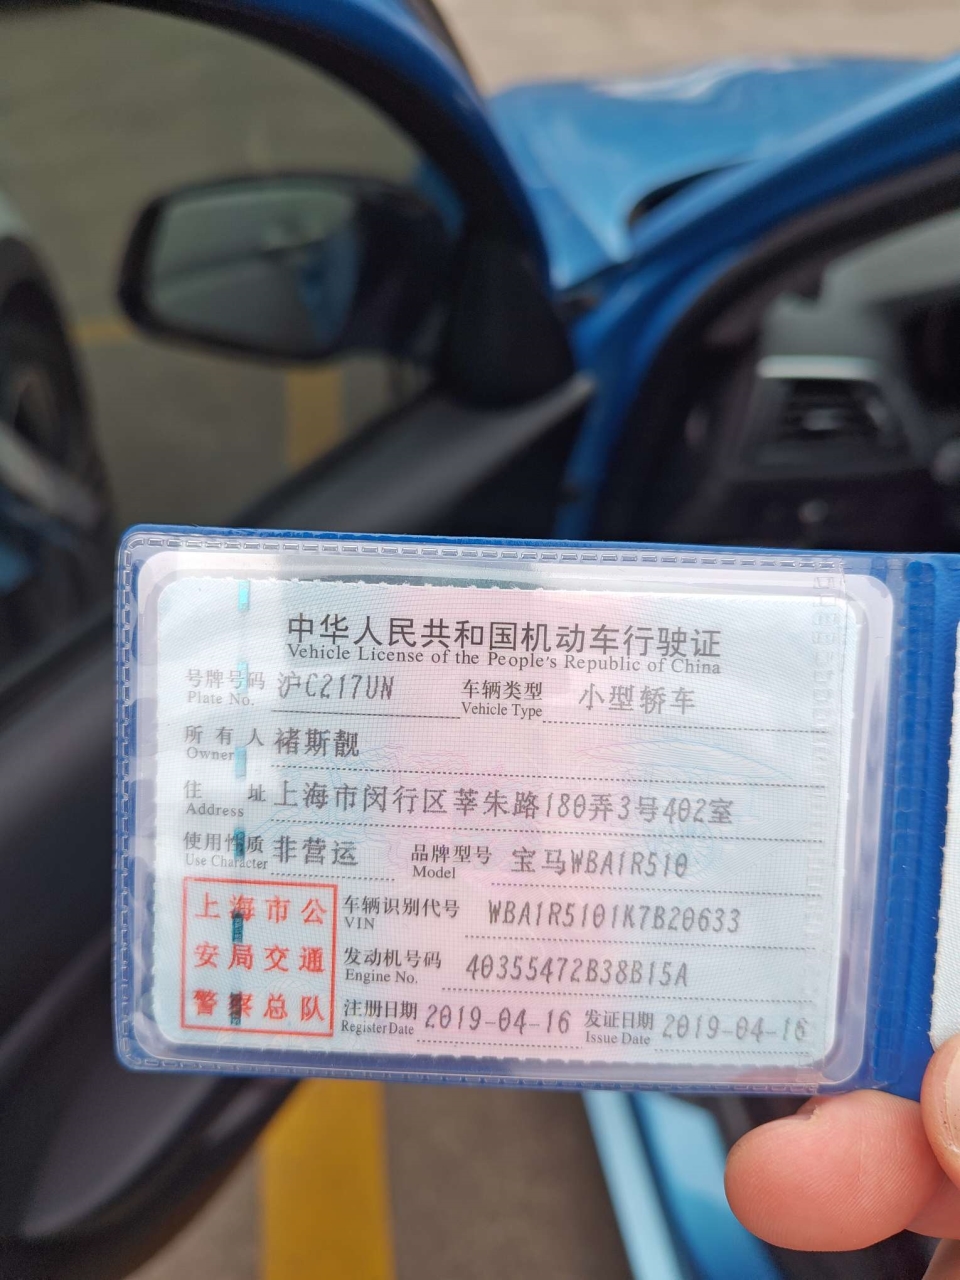 中华人民共和国机动车行驶证
Vehicle License of the People's Republic of China
号牌号码 沪C217UN 车辆类型 小型轿车
Plate No. Vehicle Type
所有人 褚斯靓
Owner
住址 上海市闵行区莘朱路180弄3号402室
Address
使用性质 非营运 品牌型号 宝马WBA1R510
Use Character Model
上海市公 车辆识别代号 WBA1R5101K7B20633
VIN
安局交通 发动机号码 40355472B38B15A
Engine No.
警察总队 注册日期 2019-04-16 发证日期 2019-04-16
Register Date Issue Date